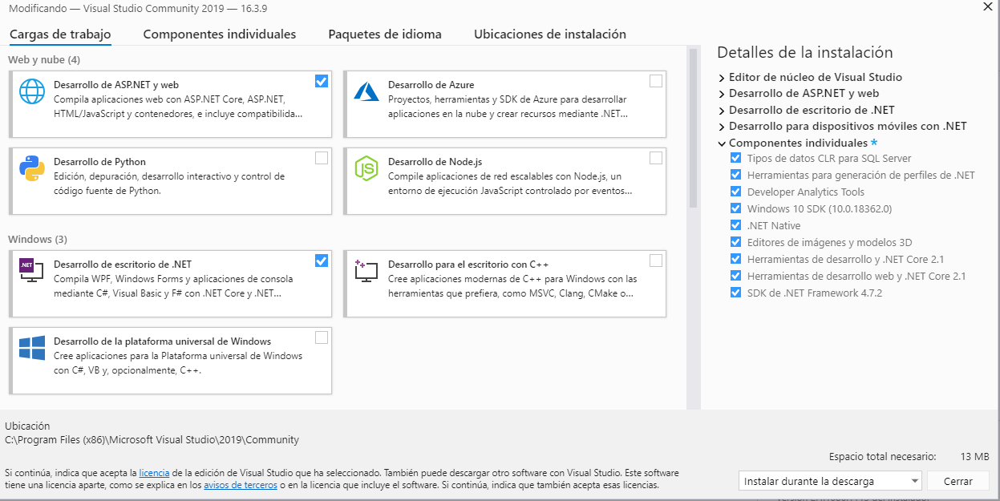 Modificando — Visual Studio Community 2019 — 16.3.9
Cargas de trabajo
Componentes individuales
Paquetes de idioma
Ubicaciones de instalación
Web y nube (4)
Desarrollo de ASP.NET y web
Compila aplicaciones web con ASP.NET Core, ASP.NET,
HTML/JavaScript y contenedores, e incluye compatibilida...
Desarrollo de Azure
Proyectos, herramientas y SDK de Azure para desarrollar
aplicaciones en la nube y crear recursos mediante .NET...
Desarrollo de Python
Edición, depuración, desarrollo interactivo y control de
código fuente de Python.
JS
Desarrollo de Node.js
Compile aplicaciones de red escalables con Node.js, un
entorno de ejecución JavaScript controlado por eventos...
Windows (3)
.NET
Desarrollo de escritorio de .NET
Compila WPF, Windows Forms y aplicaciones de consola
mediante C#, Visual Basic y F# con .NET Core y .NET...
Desarrollo para el escritorio con C++
Cree aplicaciones modernas de C++ para Windows con las
herramientas que prefiera, como MSVC, Clang, CMake o...
Desarrollo de la plataforma universal de Windows
Cree aplicaciones para la Plataforma universal de Windows
con C#, VB y, opcionalmente, C++.
Detalles de la instalación
Editor de núcleo de Visual Studio
Desarrollo de ASP.NET y web
Desarrollo de escritorio de .NET
Desarrollo para dispositivos móviles con .NET
Componentes individuales *
Tipos de datos CLR para SQL Server
Herramientas para generación de perfiles de .NET
Developer Analytics Tools
Windows 10 SDK (10.0.18362.0)
.NET Native
Editores de imágenes y modelos 3D
Herramientas de desarrollo y .NET Core 2.1
Herramientas de desarrollo web y .NET Core 2.1
SDK de .NET Framework 4.7.2
Ubicación
C:\Program Files (x86)\Microsoft Visual Studio\2019\Community
Si continúa, indica que acepta la licencia de la edición de Visual Studio que ha seleccionado. También puede descargar otro software con Visual Studio. Este software
tiene una licencia aparte, como se explica en los avisos de terceros o en la licencia que incluye el software. Si continúa, indica que también acepta esas licencias.
Espacio total necesario: 13 MB
Instalar durante la descarga
Cerrar